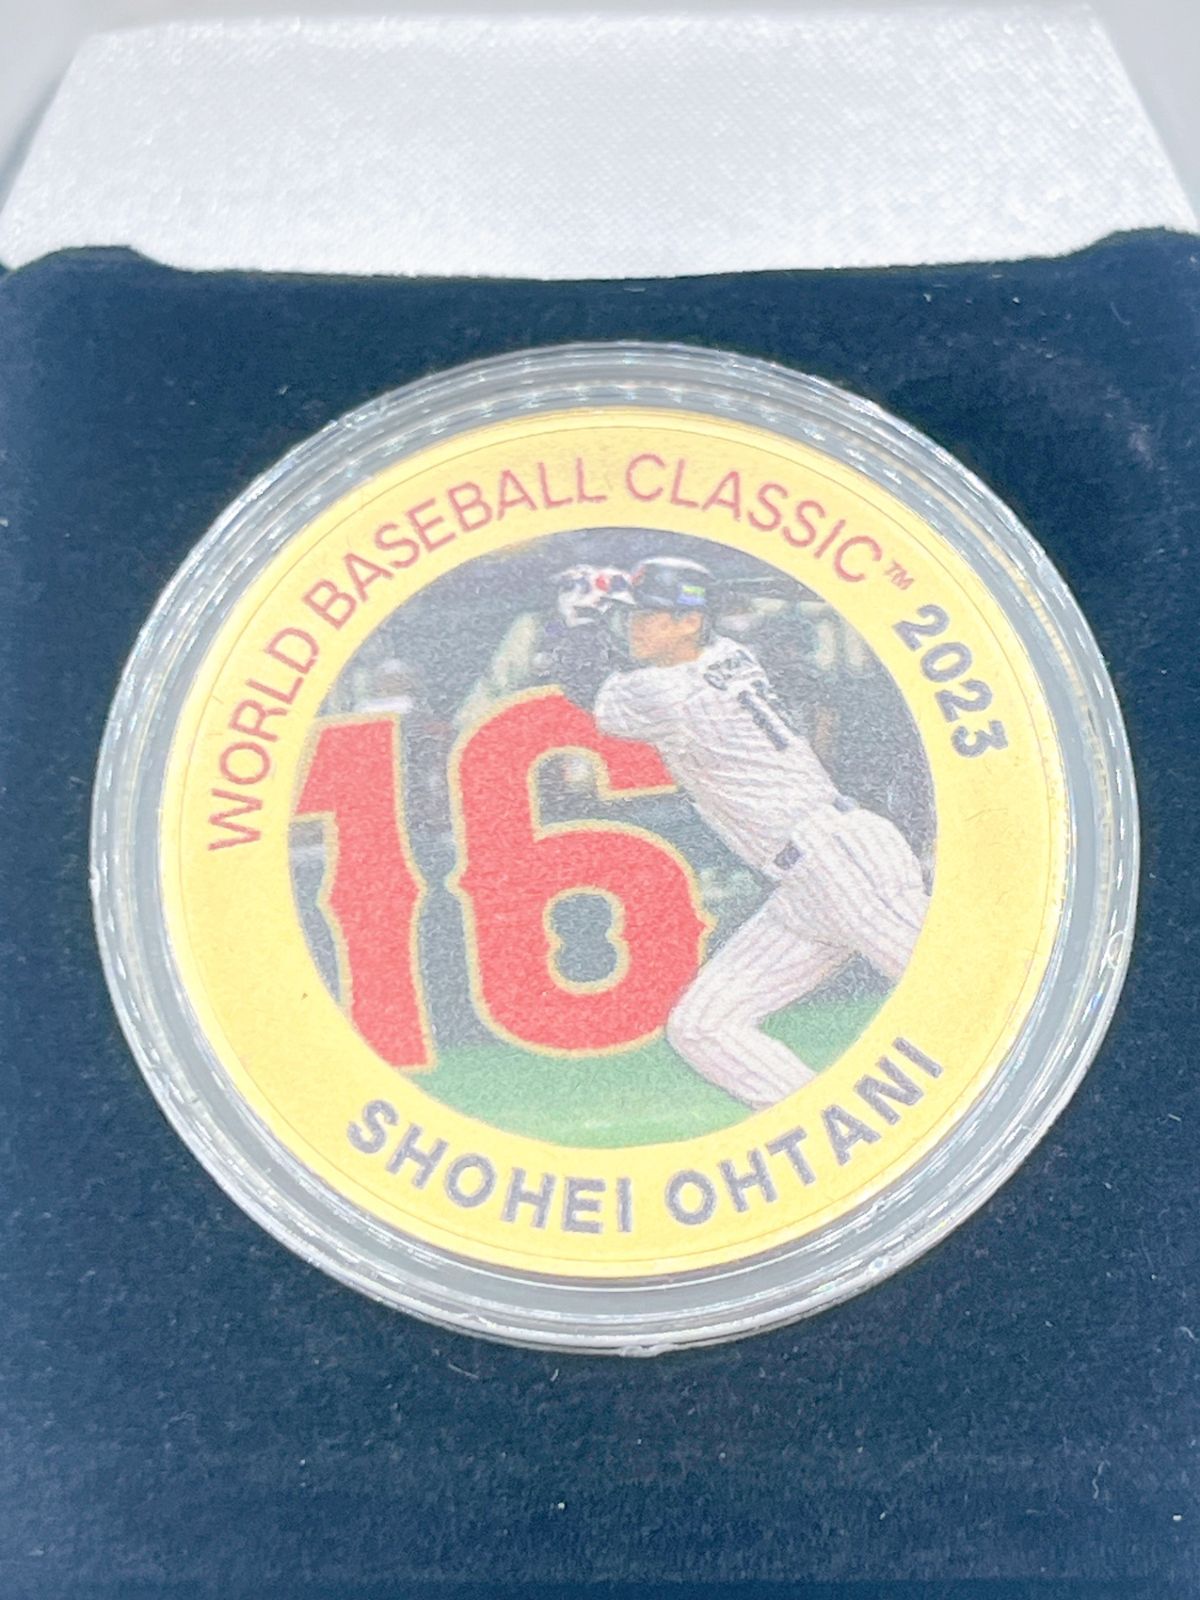 WORLD BASEBALL CLASSIC™ 2023
16
SHOHEI OHTANI